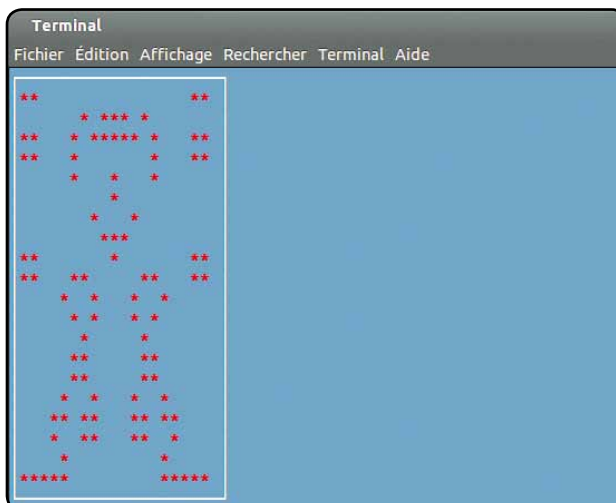 Terminal
Fichier Édition Affichage Rechercher Terminal Aide
**               **
      * *** *
**   * ***** *   **
**   *       *   **
     *   *   *
         *
       *   *
        ***
**       *       **
**   **     **   **
    *  *   *  *
     * *   * *
      *     *
     **     **
     **     **
    *  *   *  *
   ** **   ** **
   *  **   **  *
    *         *
*****         *****